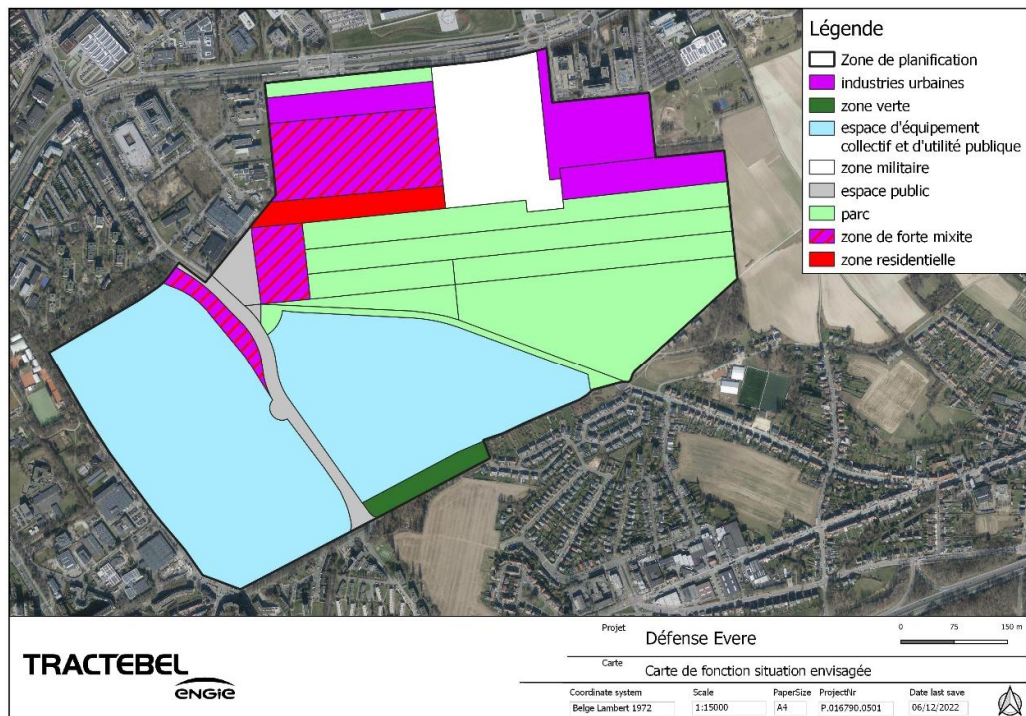 Légende
Zone de planification
industries urbaines
zone verte
espace d'équipement
collectif et d'utilité publique
zone militaire
espace public
parc
zone de forte mixite
zone residentielle
TRACTEBEL
ENGIE
Projet
Défense Evere
0 75 150 m
Carte
Carte de fonction situation envisagée
Coordinate system Scale PaperSize ProjectNr Date last save
Belge Lambert 1972 1:15000 A4 P.016790.0501 06/12/2022